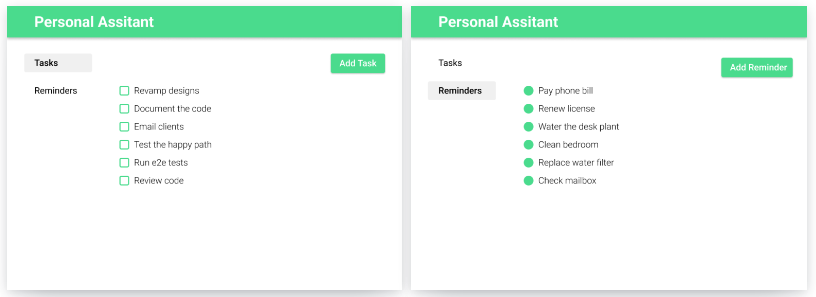 Personal Assitant
Tasks
Add Task
Reminders
Revamp designs
Document the code
Email clients
Test the happy path
Run e2e tests
Review code
Personal Assitant
Tasks
Add Reminder
Reminders
Pay phone bill
Renew license
Water the desk plant
Clean bedroom
Replace water filter
Check mailbox